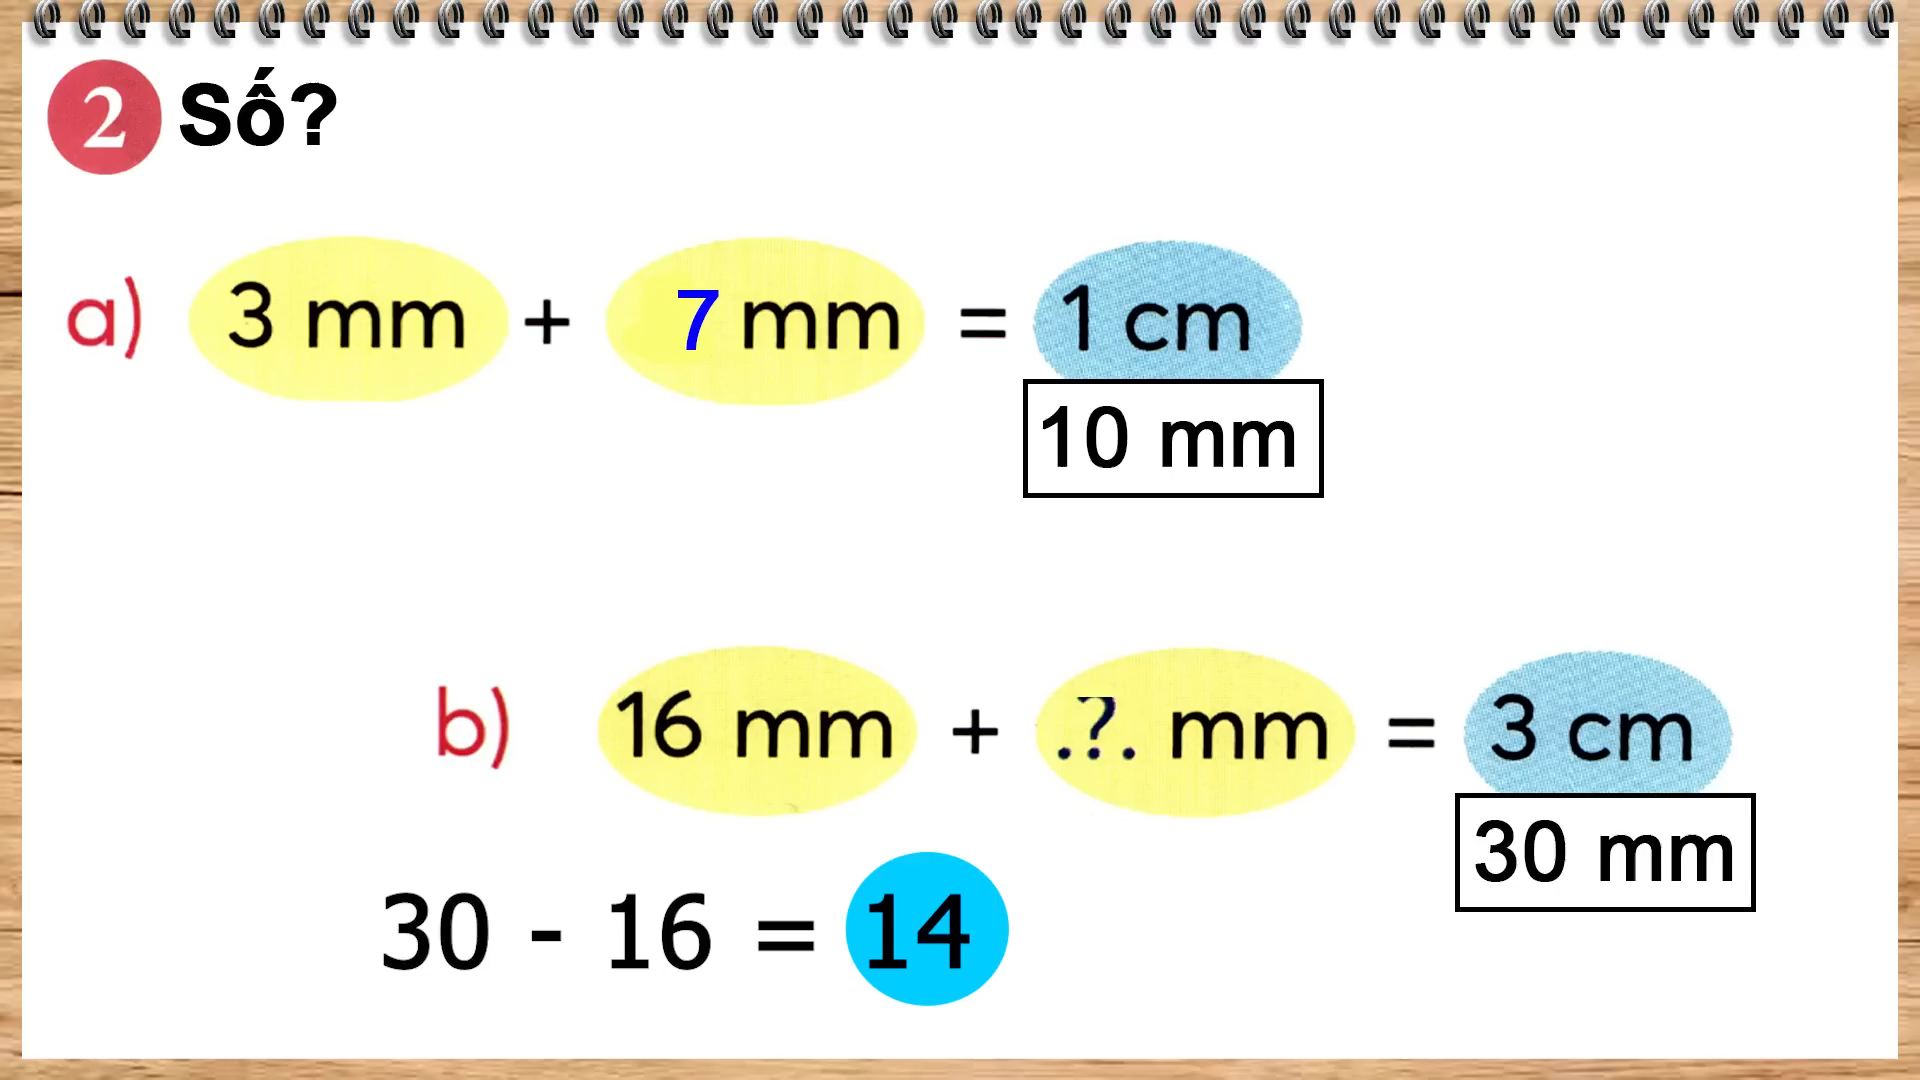 2 Số?
a) 3 mm + 7 mm = 1 cm
10 mm
b) 16 mm + .?. mm = 3 cm
30 mm
30 - 16 = 14